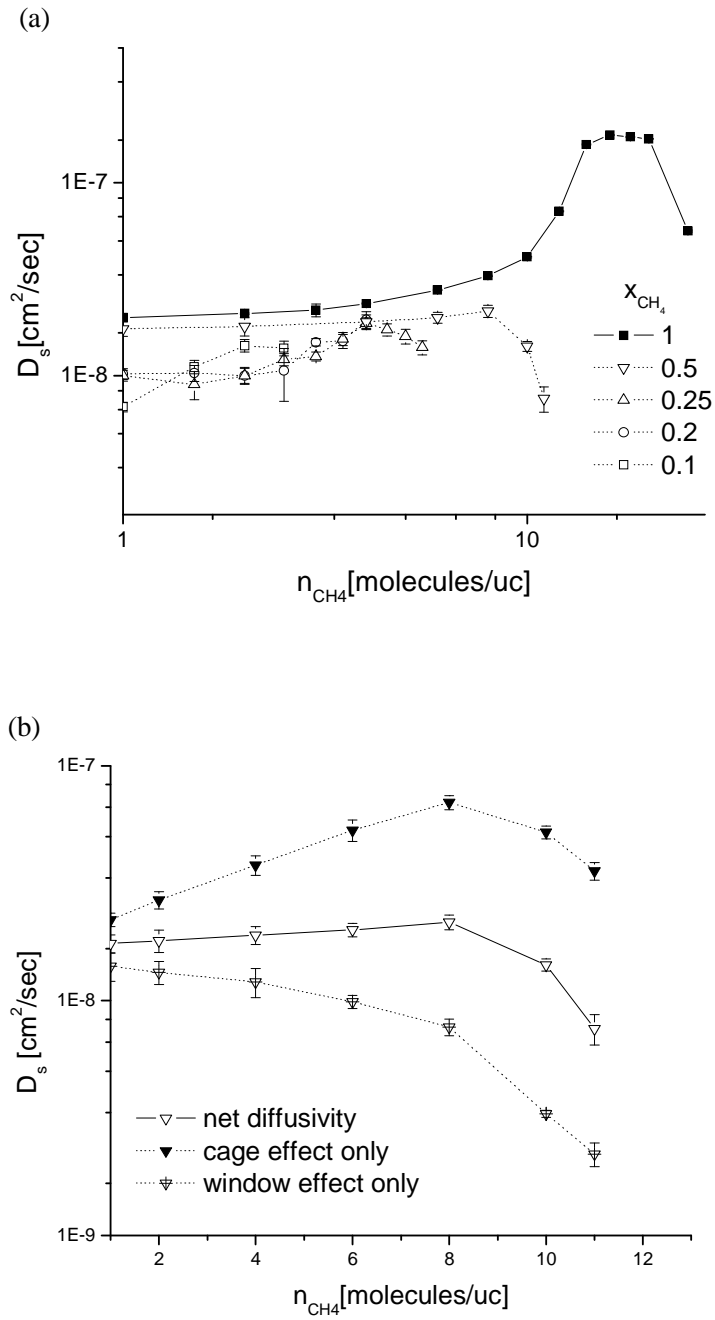 (a)
1E-7
1E-8
D_s[cm²/sec]
1
10
n_CH4[molecules/uc]
x_CH₄
1
0.5
0.25
0.2
0.1
(b)
1E-7
1E-8
1E-9
D_s [cm²/sec]
net diffusivity
cage effect only
window effect only
2
4
6
8
10
12
n_CH4[molecules/uc]